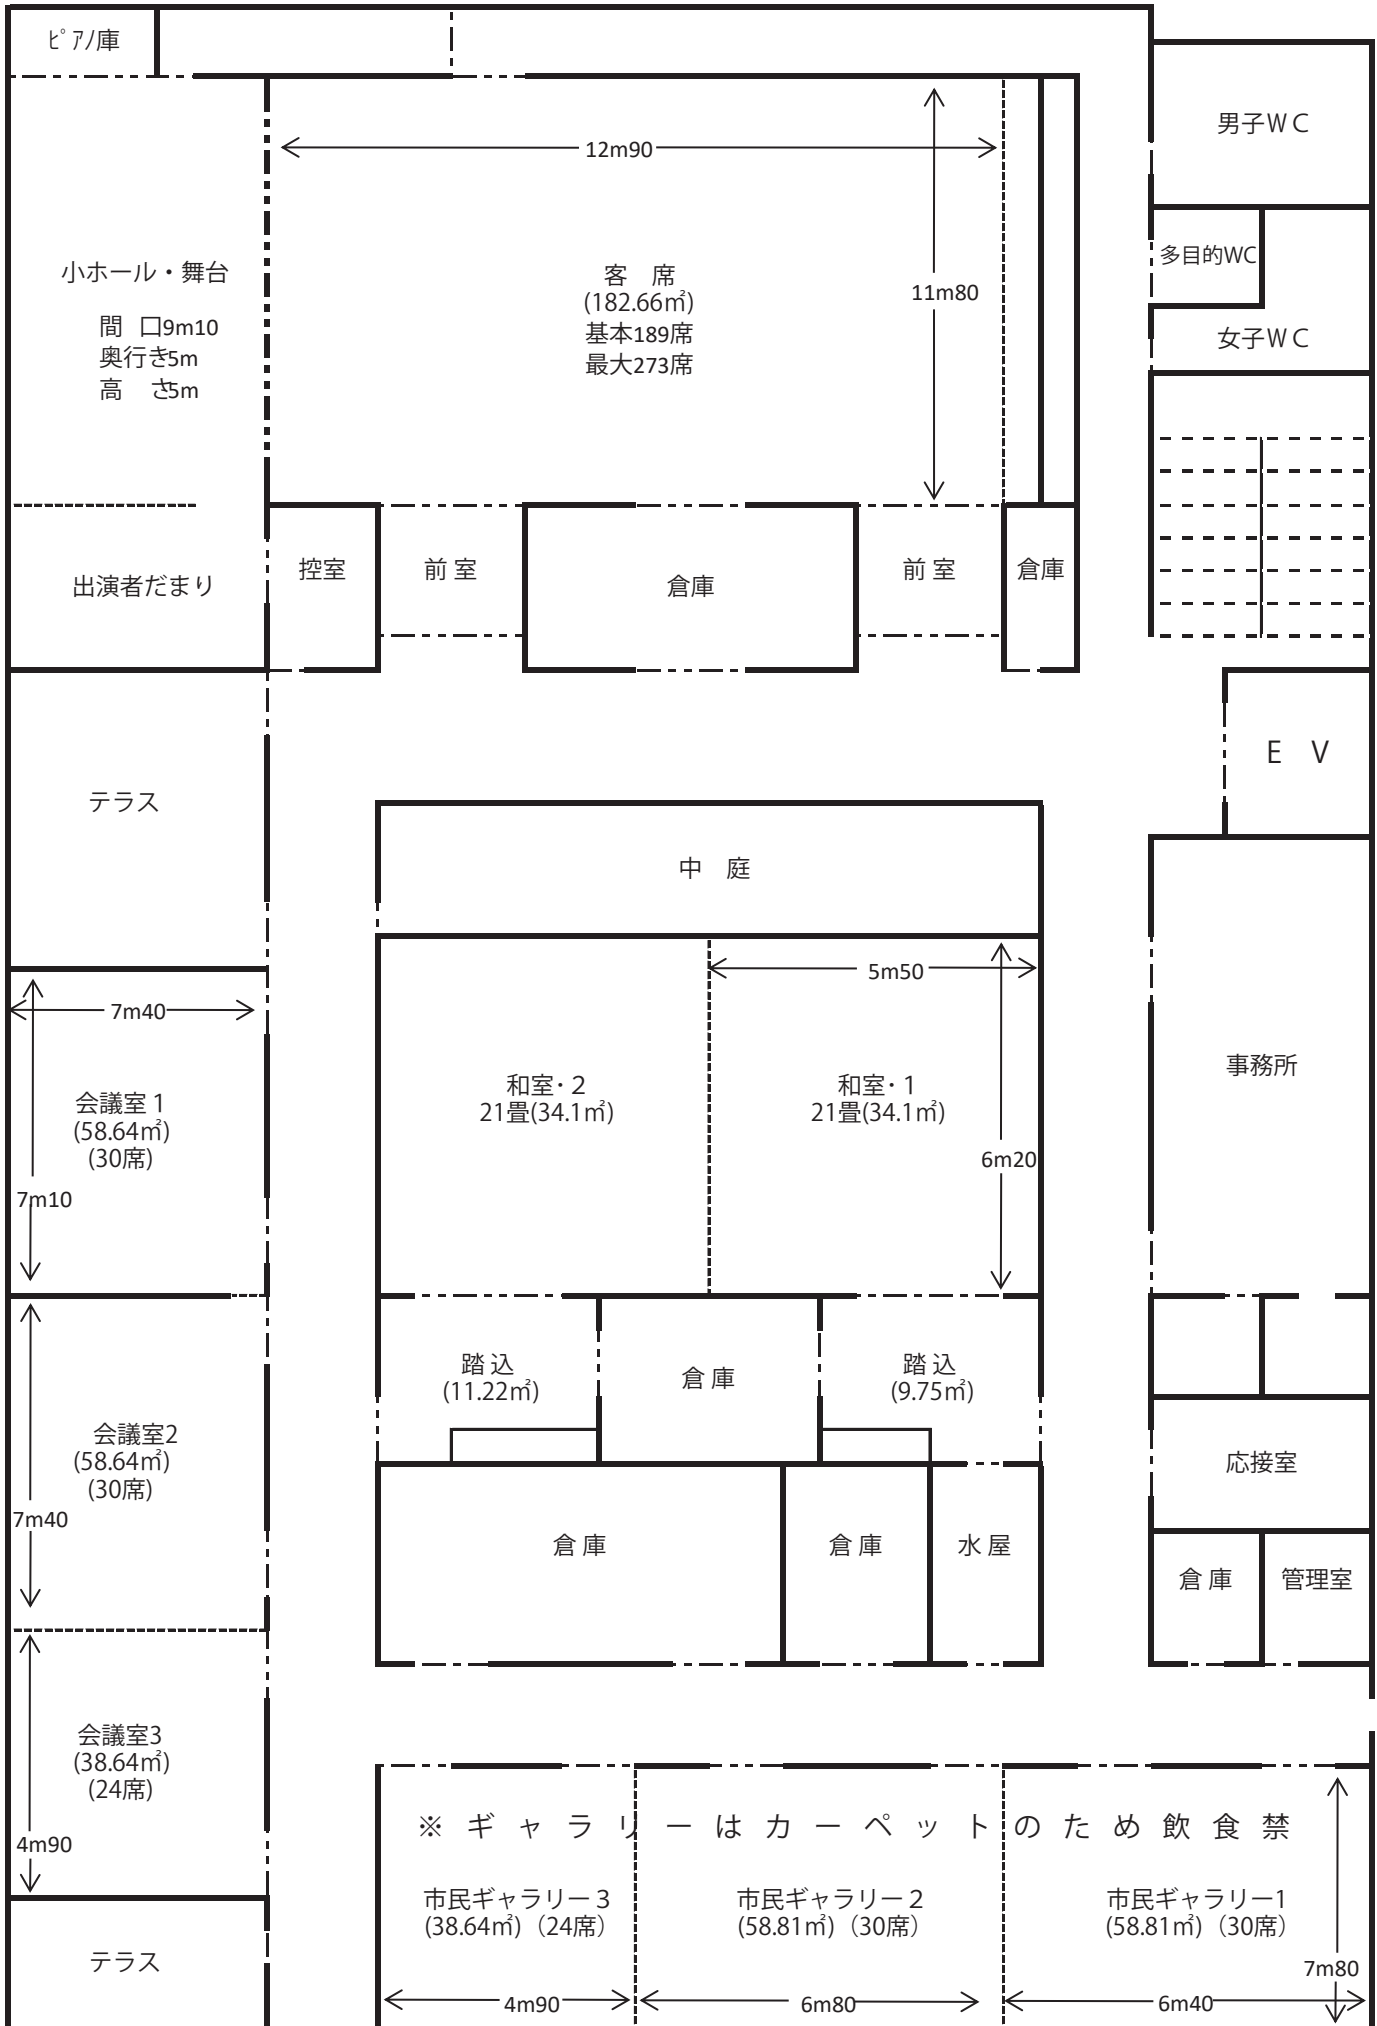 ﾋﾟｱﾉ庫
男子ＷＣ
12m90
多目的WC
小ホール・舞台
間　口9m10
奥行き5m
高　さ5m
客　席
(182.66㎡)
基本189席
最大273席
11m80
女子ＷＣ
出演者だまり
控室
前 室
倉庫
前 室
倉庫
Ｅ　Ｖ
テラス
中　庭
7m40
5m50
会議室１
(58.64㎡)
(30席)
7m10
和室・２
21畳(34.1㎡)
和室・１
21畳(34.1㎡)
6m20
事務所
踏 込
(11.22㎡)
倉 庫
踏 込
(9.75㎡)
会議室2
(58.64㎡)
(30席)
7m40
応接室
倉 庫
倉 庫
水 屋
倉 庫
管理室
会議室3
(38.64㎡)
(24席)
4m90
※ ギ ャ ラ リ ー は カ ー ペ ッ ト の た め 飲 食 禁
市民ギャラリー３
(38.64㎡)（24席）
市民ギャラリー２
(58.81㎡)（30席）
市民ギャラリー1
(58.81㎡)（30席）
テラス
7m80
4m90
6m80
6m40